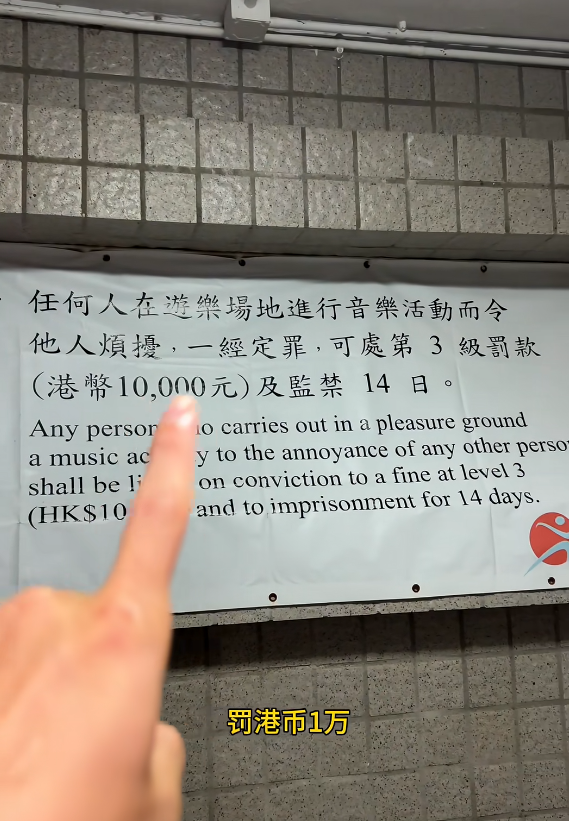 任何人在遊樂場地進行音樂活動而令
他人煩擾，一經定罪，可處第 3 級罰款
(港幣10,000元)及監禁 14 日。
Any person o carries out in a pleasure ground
a music ac y to the annoyance of any other perso
shall be li on conviction to a fine at level 3
(HK$10 and to imprisonment for 14 days.
罚港币1万